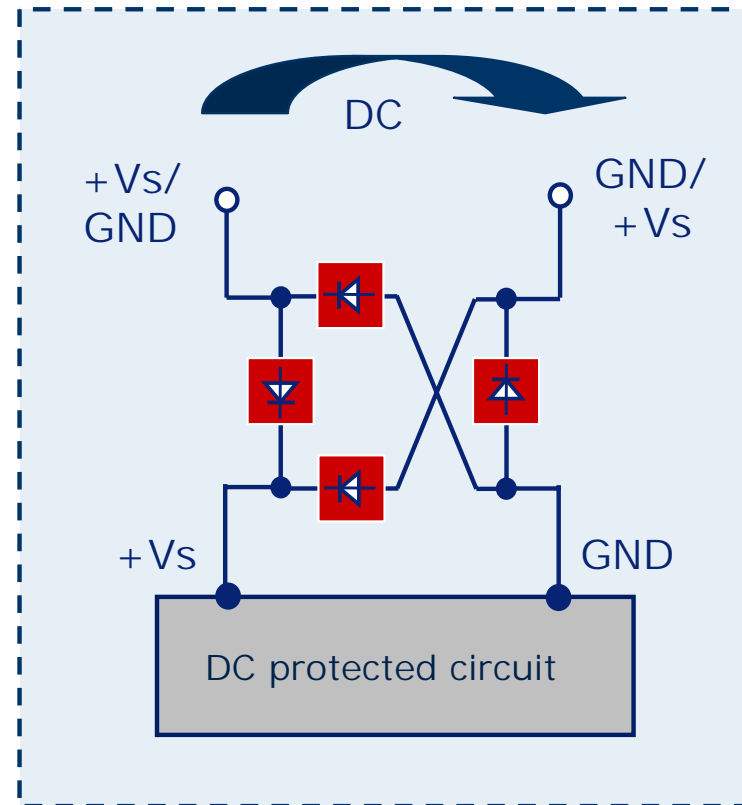 DC
+Vs/
GND
GND/
+Vs
+Vs
GND
DC protected circuit